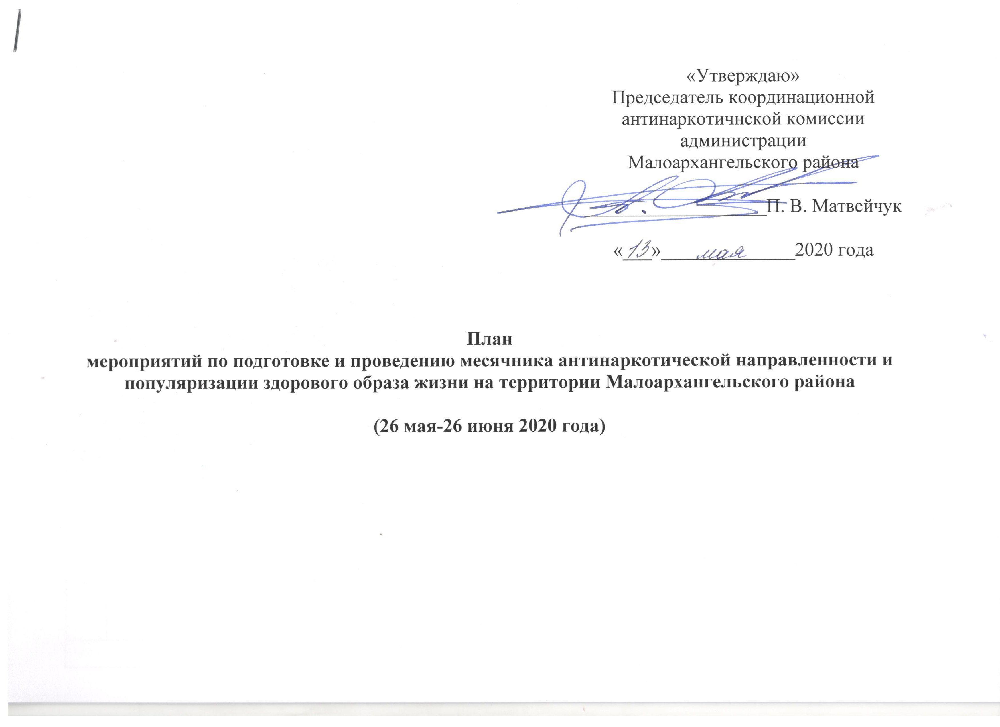 «Утверждаю»
Председатель координационной
антинаркотичнской комиссии
администрации
Малоархангельского района
___________________П. В. Матвейчук
«13» мая 2020 года
План
мероприятий по подготовке и проведению месячника антинаркотической направленности и
популяризации здорового образа жизни на территории Малоархангельского района
(26 мая-26 июня 2020 года)